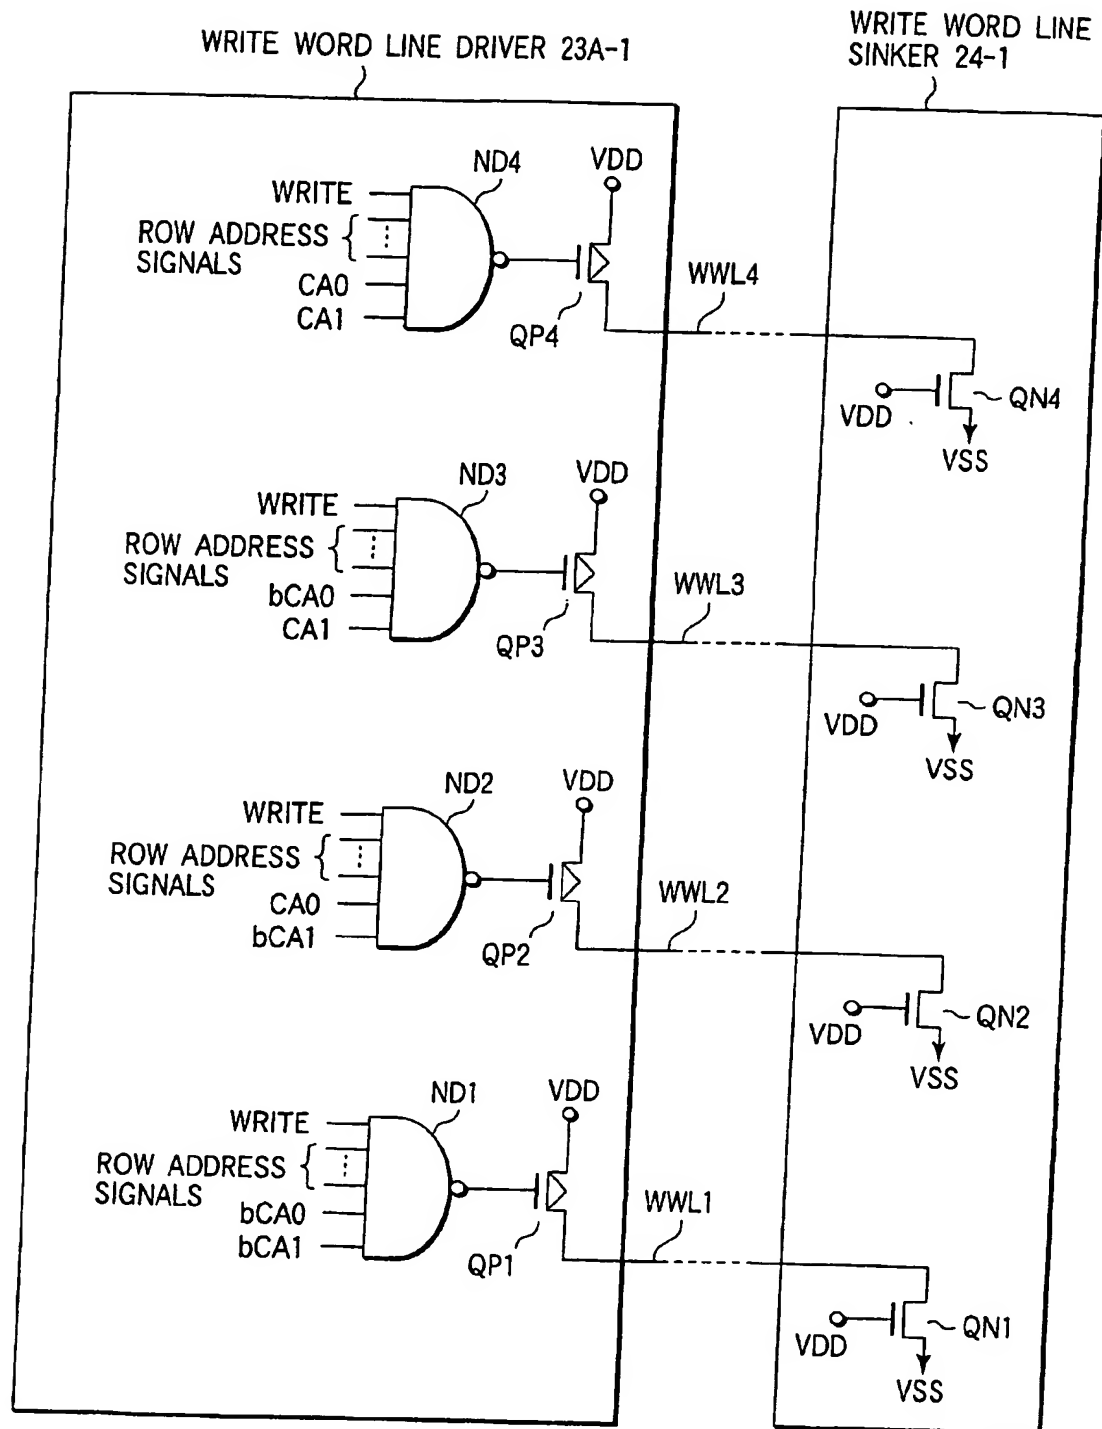 WRITE WORD LINE DRIVER 23A-1
WRITE WORD LINE
SINKER 24-1
ND4
VDD
WRITE
ROW ADDRESS
SIGNALS
CA0
CA1
QP4
WWL4
VDD
QN4
VSS
ND3
VDD
WRITE
ROW ADDRESS
SIGNALS
bCA0
CA1
QP3
WWL3
VDD
QN3
VSS
ND2
VDD
WRITE
ROW ADDRESS
SIGNALS
CA0
bCA1
QP2
WWL2
VDD
QN2
VSS
ND1
VDD
WRITE
ROW ADDRESS
SIGNALS
bCA0
bCA1
QP1
WWL1
VDD
QN1
VSS